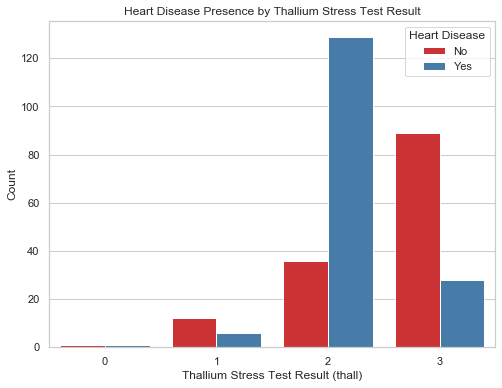 Heart Disease Presence by Thallium Stress Test Result
Heart Disease
No
Yes
120
100
80
60
40
20
0
Count
0 1 2 3
Thallium Stress Test Result (thall)